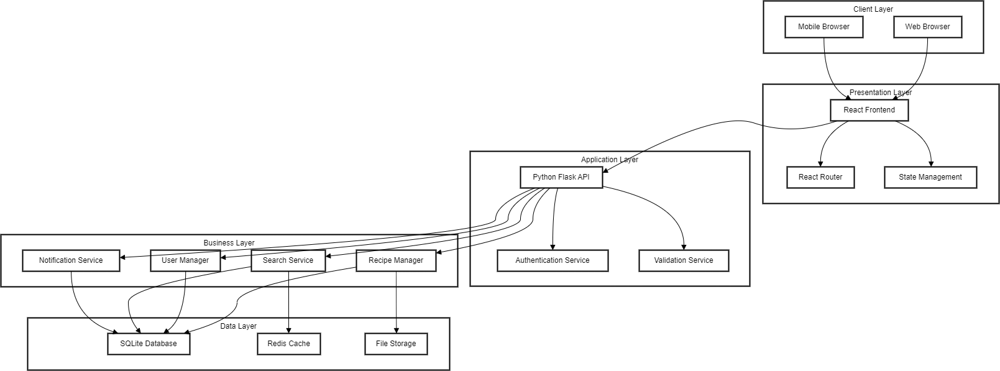 Client Layer
Mobile Browser
Web Browser
Presentation Layer
React Frontend
React Router
State Management
Application Layer
Python Flask API
Authentication Service
Validation Service
Business Layer
Notification Service
User Manager
Search Service
Recipe Manager
Data Layer
SQLite Database
Redis Cache
File Storage